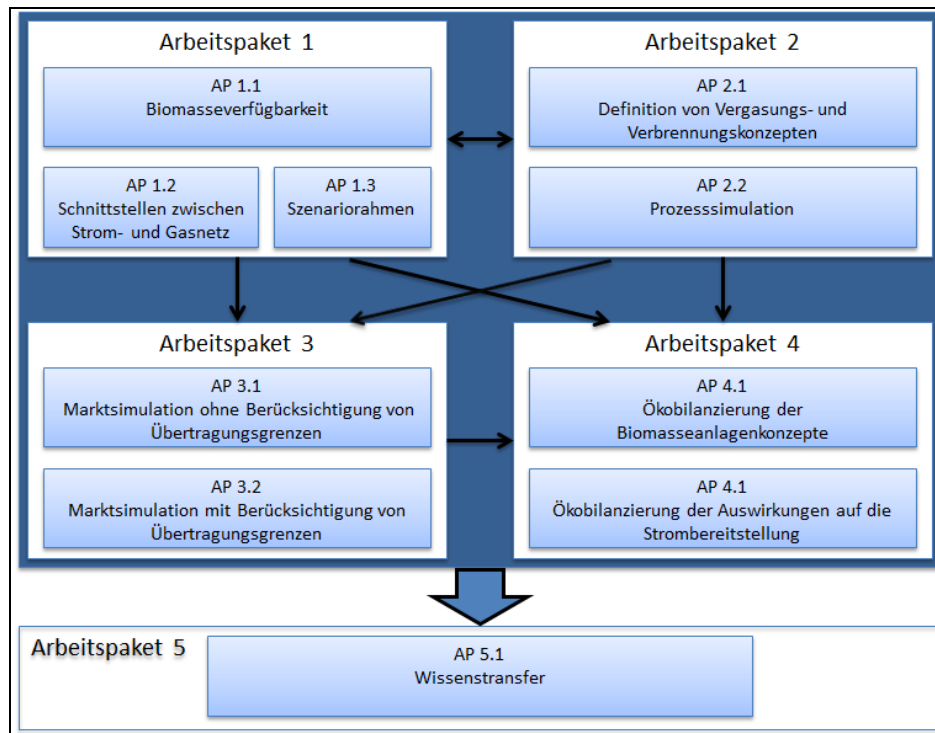 Arbeitspaket 1
AP 1.1
Biomasseverfügbarkeit
AP 1.2
Schnittstellen zwischen
Strom- und Gasnetz
AP 1.3
Szenariorahmen
Arbeitspaket 2
AP 2.1
Definition von Vergasungs- und
Verbrennungskonzepten
AP 2.2
Prozesssimulation
Arbeitspaket 3
AP 3.1
Marktsimulation ohne Berücksichtigung von
Übertragungsgrenzen
AP 3.2
Marktsimulation mit Berücksichtigung von
Übertragungsgrenzen
Arbeitspaket 4
AP 4.1
Ökobilanzierung der
Biomasseanlagenkonzepte
AP 4.1
Ökobilanzierung der Auswirkungen auf die
Strombereitstellung
Arbeitspaket 5
AP 5.1
Wissenstransfer